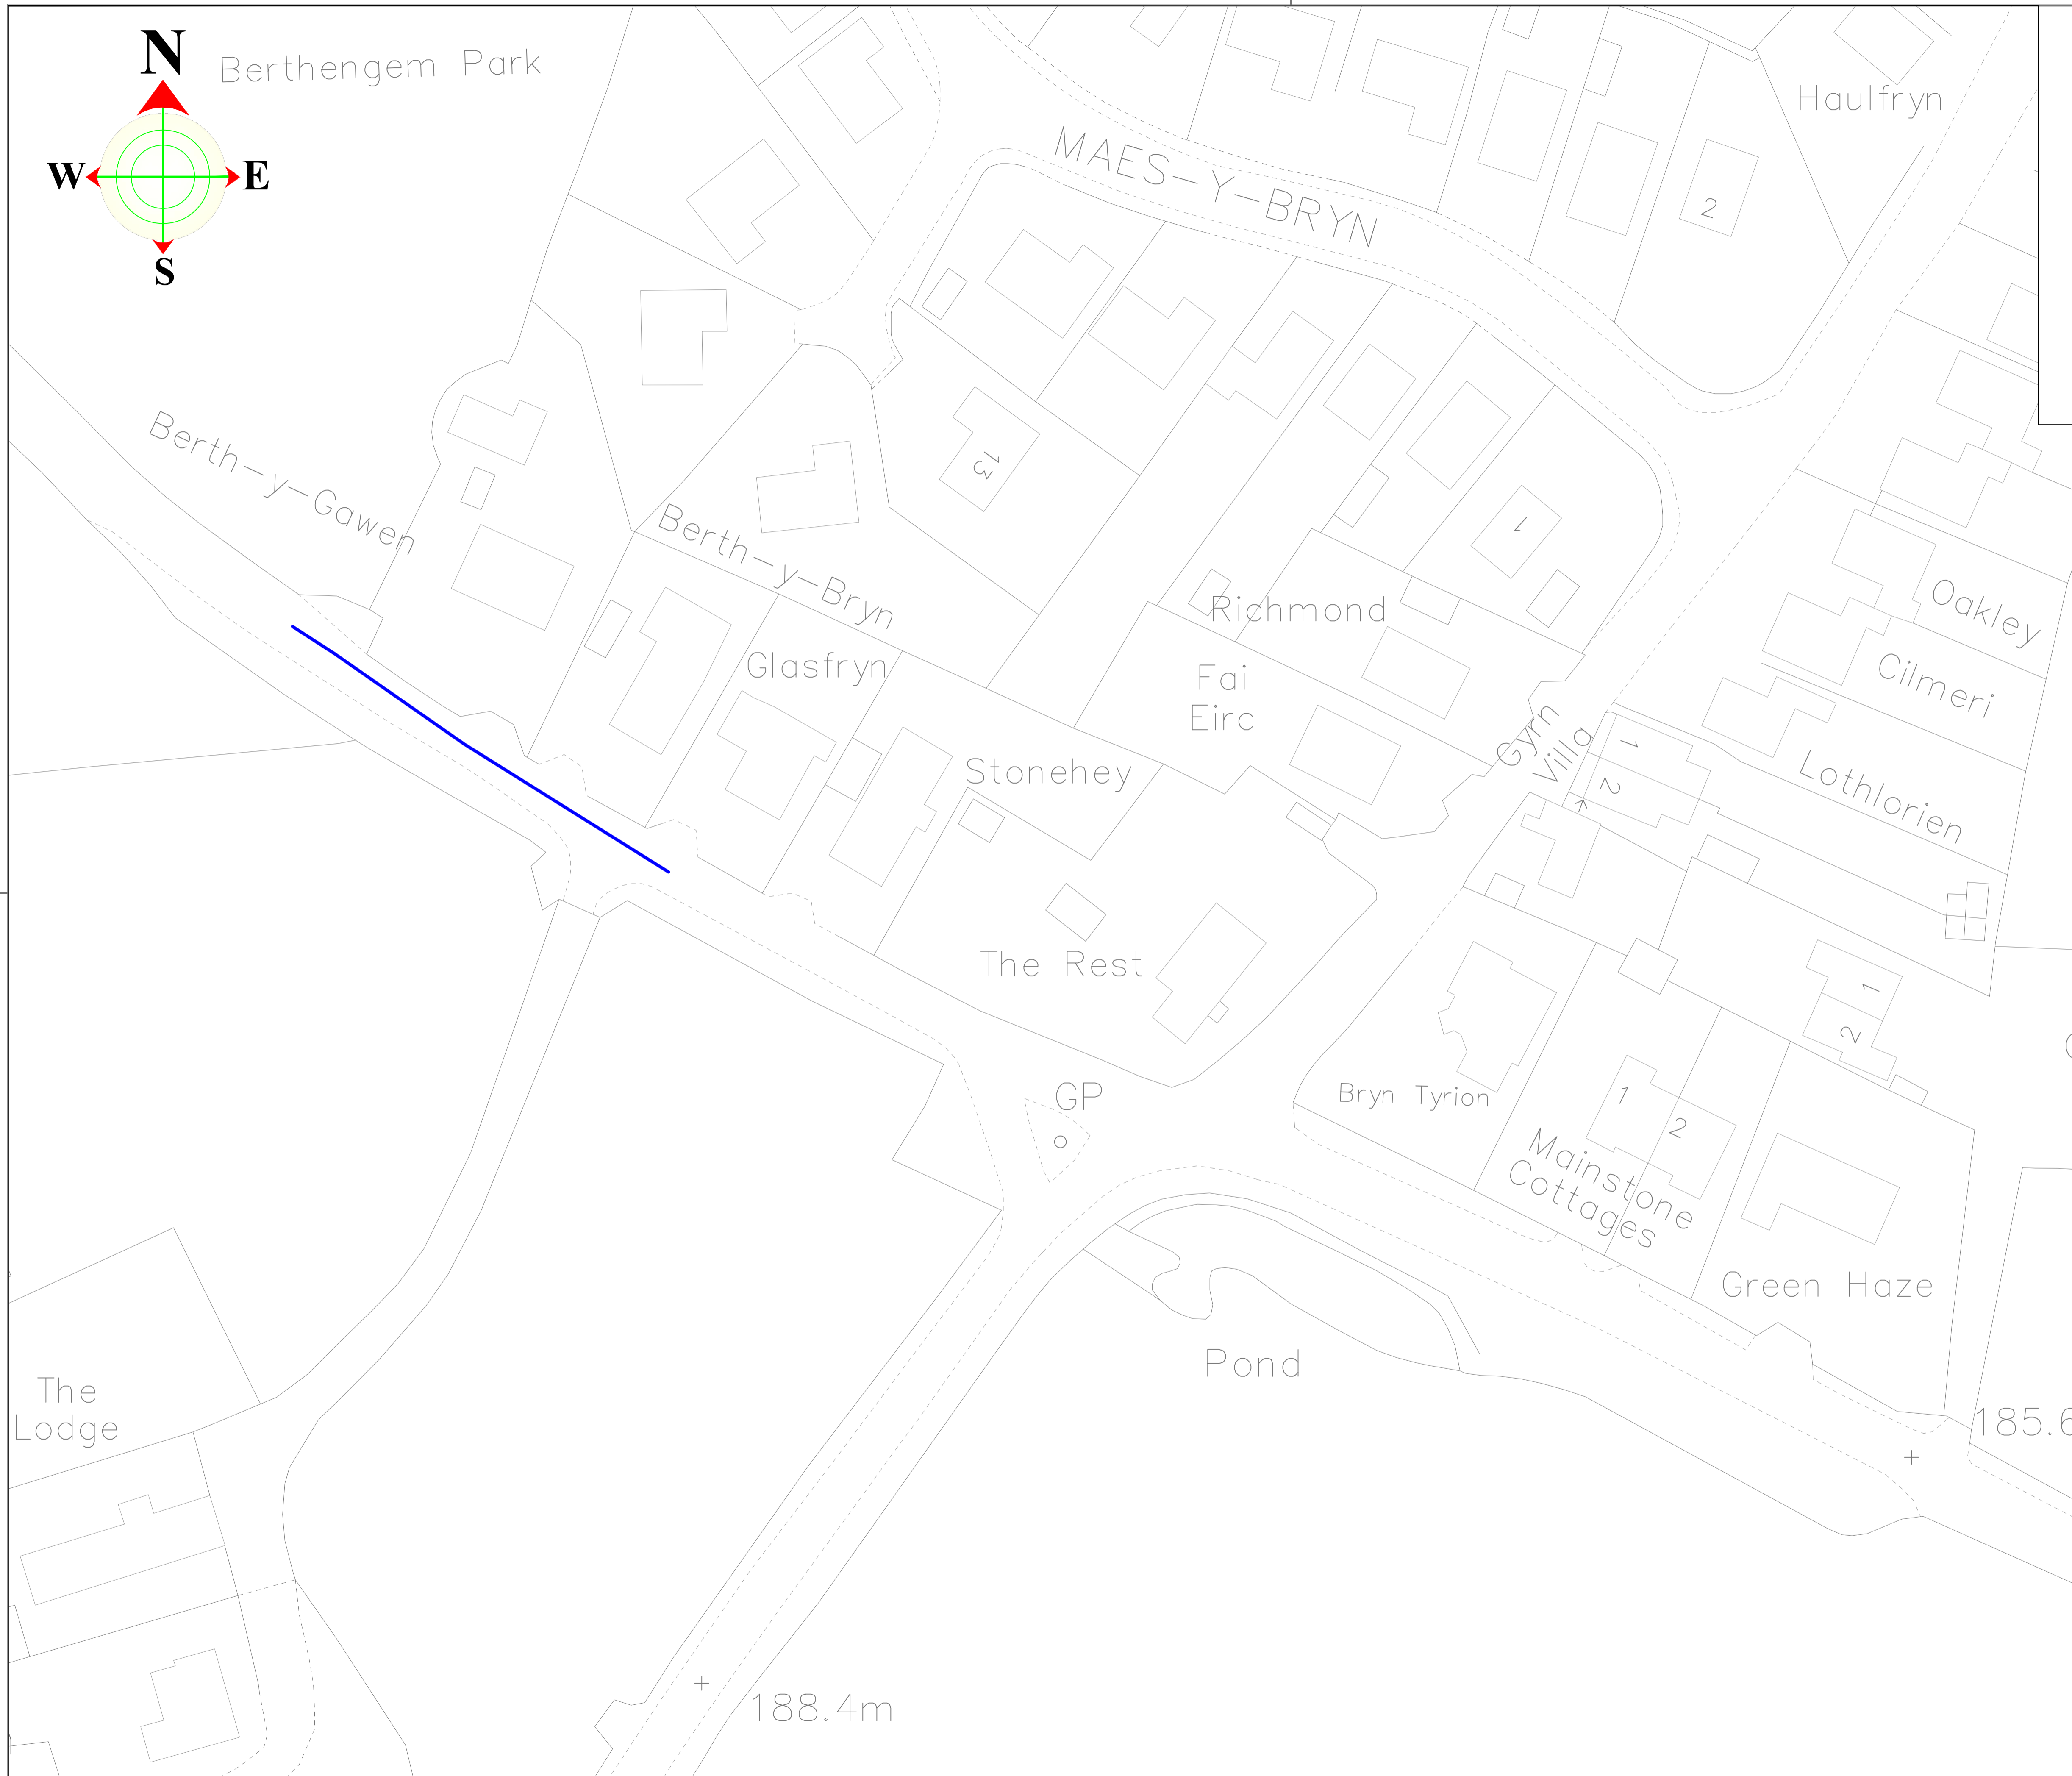 N
Berthengem Park
Haulfryn
W
E
MAES-Y-BRYN
2
S
Berth-y-Gawen
13
Berth-y-Bryn
1
Richmond
Oakley
Glasfryn
Fai
Eira
Cilmeri
Gyrn
Villa
1
2
Stonehey
Lothlorien
The Rest
1
2
GP
Bryn Tyrion
1
2
Mainstone
Cottages
Green Haze
Pond
The
Lodge
185.6
188.4m